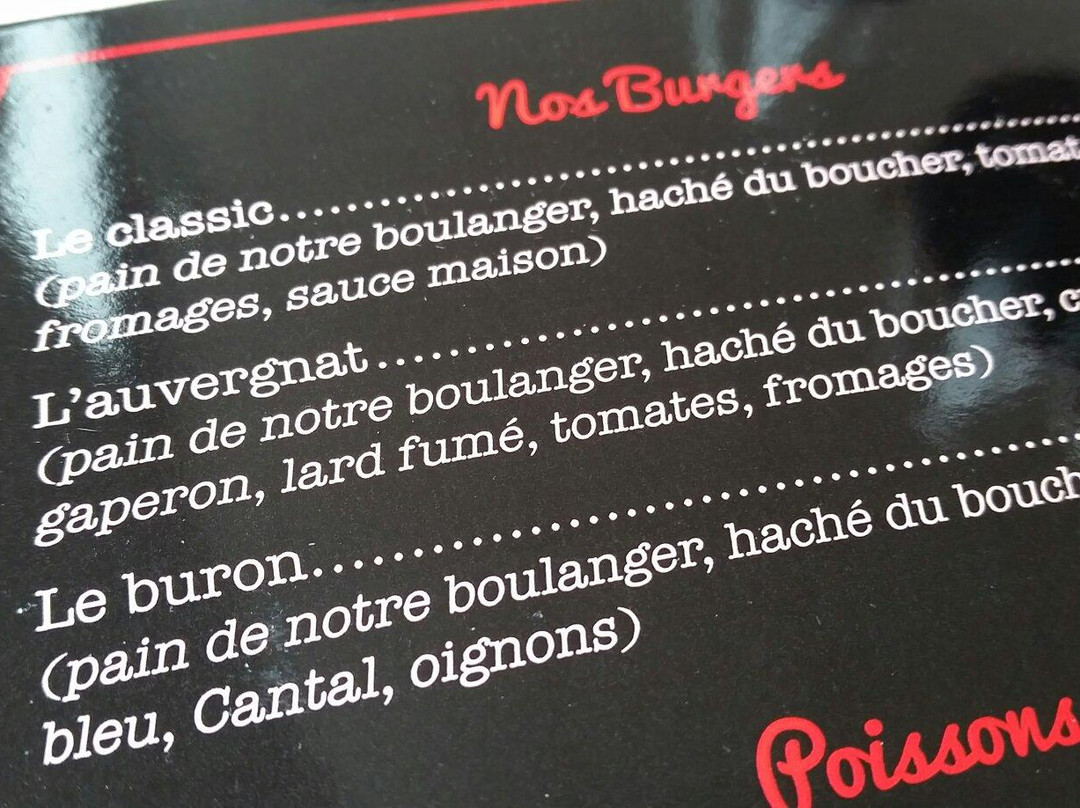 Nos Burgers
Le classic........................................
(pain de notre boulanger, haché du boucher,
fromages, sauce maison)
L'auvergnat........................................
(pain de notre boulanger, haché du boucher,
gaperon, lard fumé, tomates, fromages)
Le buron........................................
(pain de notre boulanger, haché du
bleu, Cantal, oignons)
Poissons